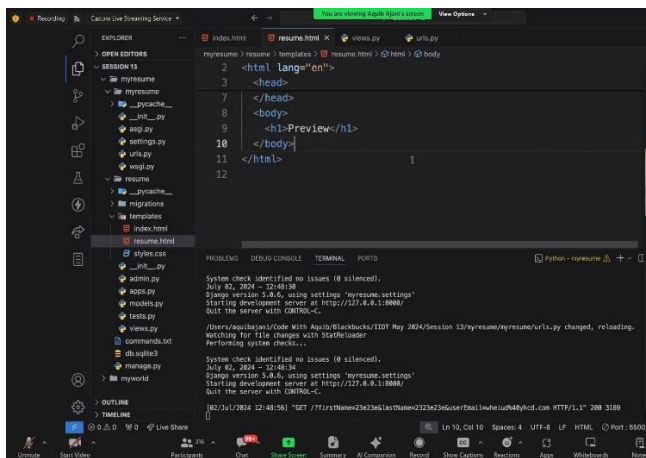 Recording
Custom Live Streaming Service
You are viewing Aquib Ajani's screen
View Options
EXPLORER
OPEN EDITORS
SESSION 13
myresume
myresume
__pycache__
__init__.py
asgi.py
settings.py
urls.py
wsgi.py
resume
__pycache__
migrations
templates
index.html
resume.html
styles.css
__init__.py
admin.py
apps.py
models.py
tests.py
views.py
commands.txt
db.sqlite3
manage.py
myworld
OUTLINE
TIMELINE
index.html
resume.html
views.py
urls.py
myresume > resume > templates > resume.html > html > body
2 <html lang="en">
3 <head>
7 </head>
8 <body>
9 <h1>Preview</h1>
10 </body>
11 </html>
12
PROBLEMS DEBUG CONSOLE TERMINAL PORTS
Python - myresume
System check identified no issues (0 silenced).
July 02, 2024 - 12:48:30
Django version 5.0.6, using settings 'myresume.settings'
Starting development server at http://127.0.0.1:8000/
Quit the server with CONTROL-C.
/Users/aquibajani/Code With Aquib/Blackbucks/IIDT May 2024/Session 13/myresume/myresume/urls.py changed, reloading.
Watching for file changes with StatReloader
Performing system checks...
System check identified no issues (0 silenced).
July 02, 2024 - 12:48:34
Django version 5.0.6, using settings 'myresume.settings'
Starting development server at http://127.0.0.1:8000/
Quit the server with CONTROL-C.
[02/Jul/2024 12:48:56] "GET /?firstName=23e23e&lastName=2323e23e&userEmail=wheiud%40yhcd.com HTTP/1.1" 200 3189
0 0 0 Live Share
Ln 10, Col 10 Spaces: 4 UTF-8 LF HTML Port : 5500
Unmute Start Video Participants 316 Chat 99+ Share Screen Summary AI Companion Record Show Captions Reactions Apps Whiteboards Note